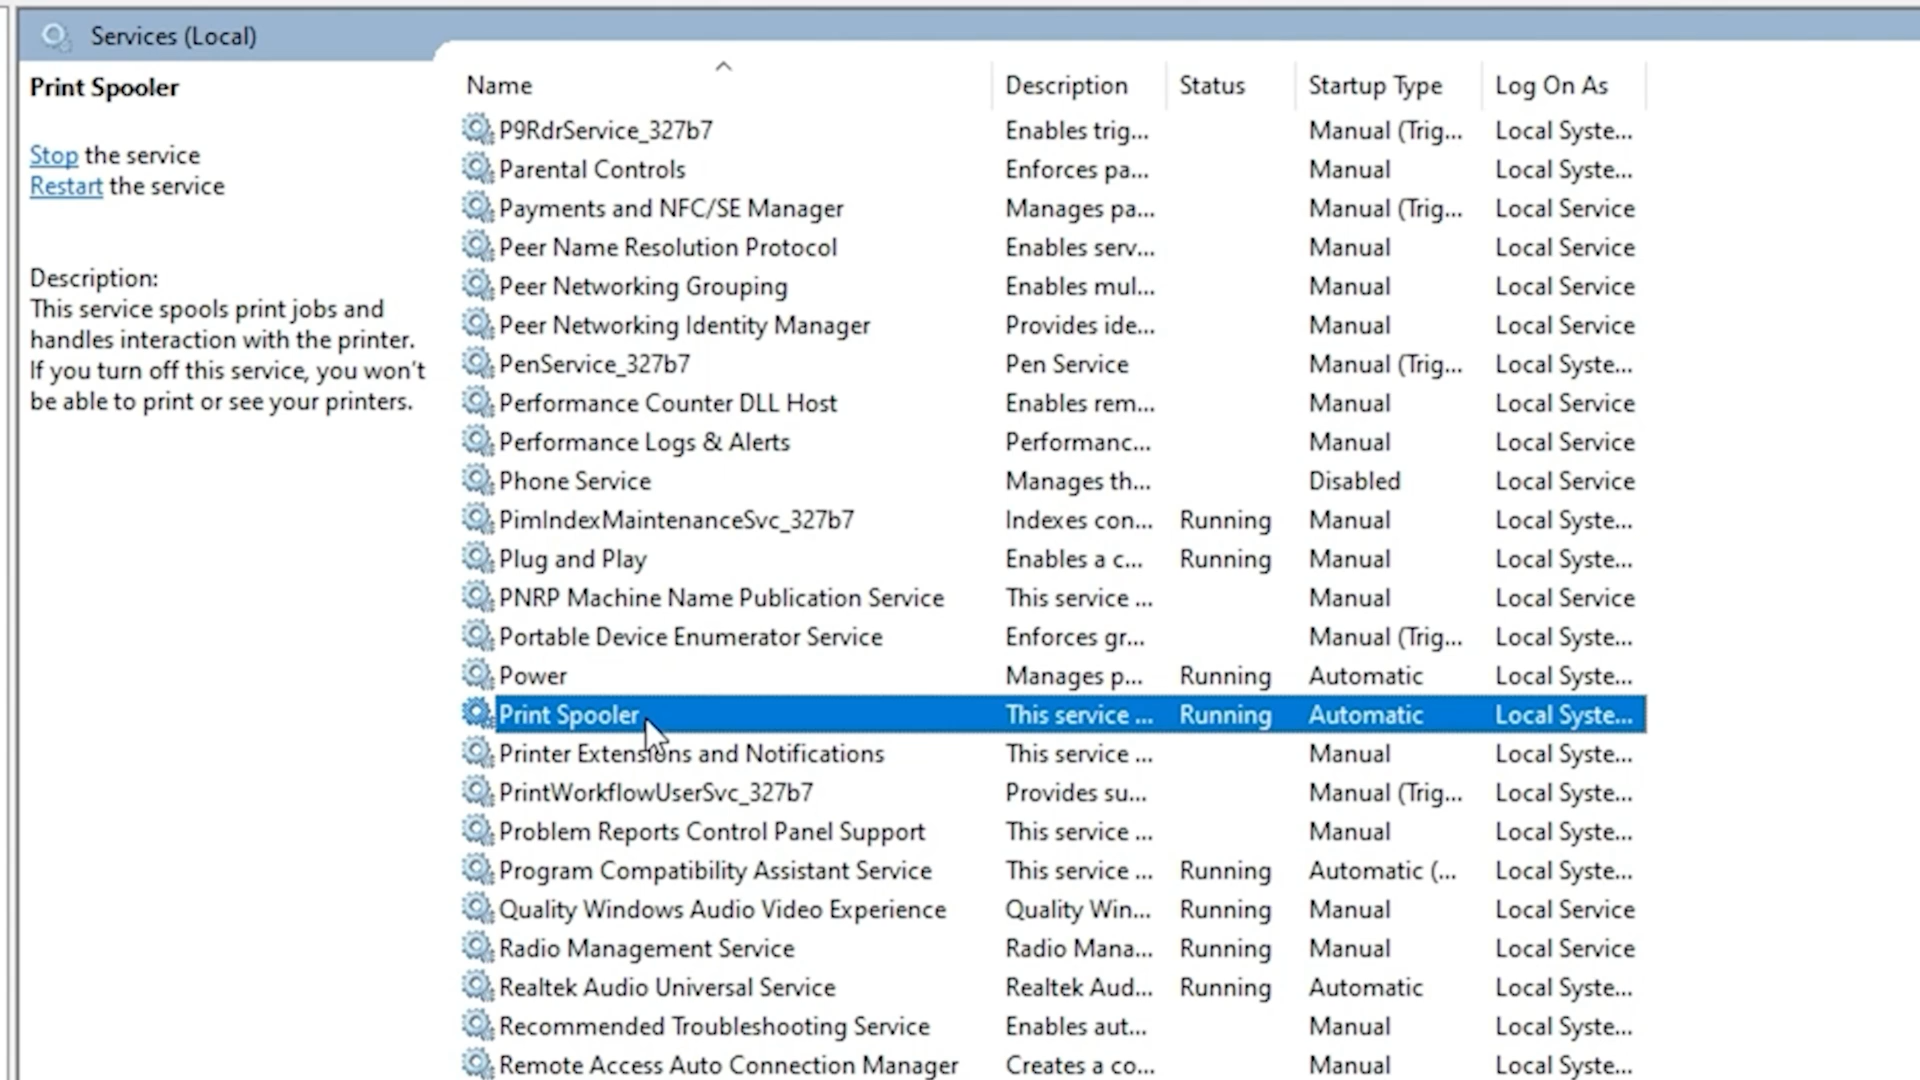 Services (Local)
Print Spooler
Stop the service
Restart the service
Description:
This service spools print jobs and
handles interaction with the printer.
If you turn off this service, you won't
be able to print or see your printers.
Name Description Status Startup Type Log On As
P9RdrService_327b7 Enables trig... Manual (Trig... Local Syste...
Parental Controls Enforces pa... Manual Local Syste...
Payments and NFC/SE Manager Manages pa... Manual (Trig... Local Service
Peer Name Resolution Protocol Enables serv... Manual Local Service
Peer Networking Grouping Enables mul... Manual Local Service
Peer Networking Identity Manager Provides ide... Manual Local Service
PenService_327b7 Pen Service Manual (Trig... Local Syste...
Performance Counter DLL Host Enables rem... Manual Local Service
Performance Logs & Alerts Performanc... Manual Local Service
Phone Service Manages th... Disabled Local Service
PimIndexMaintenanceSvc_327b7 Indexes con... Running Manual Local Syste...
Plug and Play Enables a c... Running Manual Local Syste...
PNRP Machine Name Publication Service This service ... Manual Local Service
Portable Device Enumerator Service Enforces gr... Manual (Trig... Local Syste...
Power Manages p... Running Automatic Local Syste...
Print Spooler This service ... Running Automatic Local Syste...
Printer Extensions and Notifications This service ... Manual Local Syste...
PrintWorkflowUserSvc_327b7 Provides su... Manual (Trig... Local Syste...
Problem Reports Control Panel Support This service ... Manual Local Syste...
Program Compatibility Assistant Service This service ... Running Automatic (... Local Syste...
Quality Windows Audio Video Experience Quality Win... Running Manual Local Service
Radio Management Service Radio Mana... Running Manual Local Service
Realtek Audio Universal Service Realtek Aud... Running Automatic Local Syste...
Recommended Troubleshooting Service Enables aut... Manual Local Syste...
Remote Access Auto Connection Manager Creates a co... Manual Local Syste...